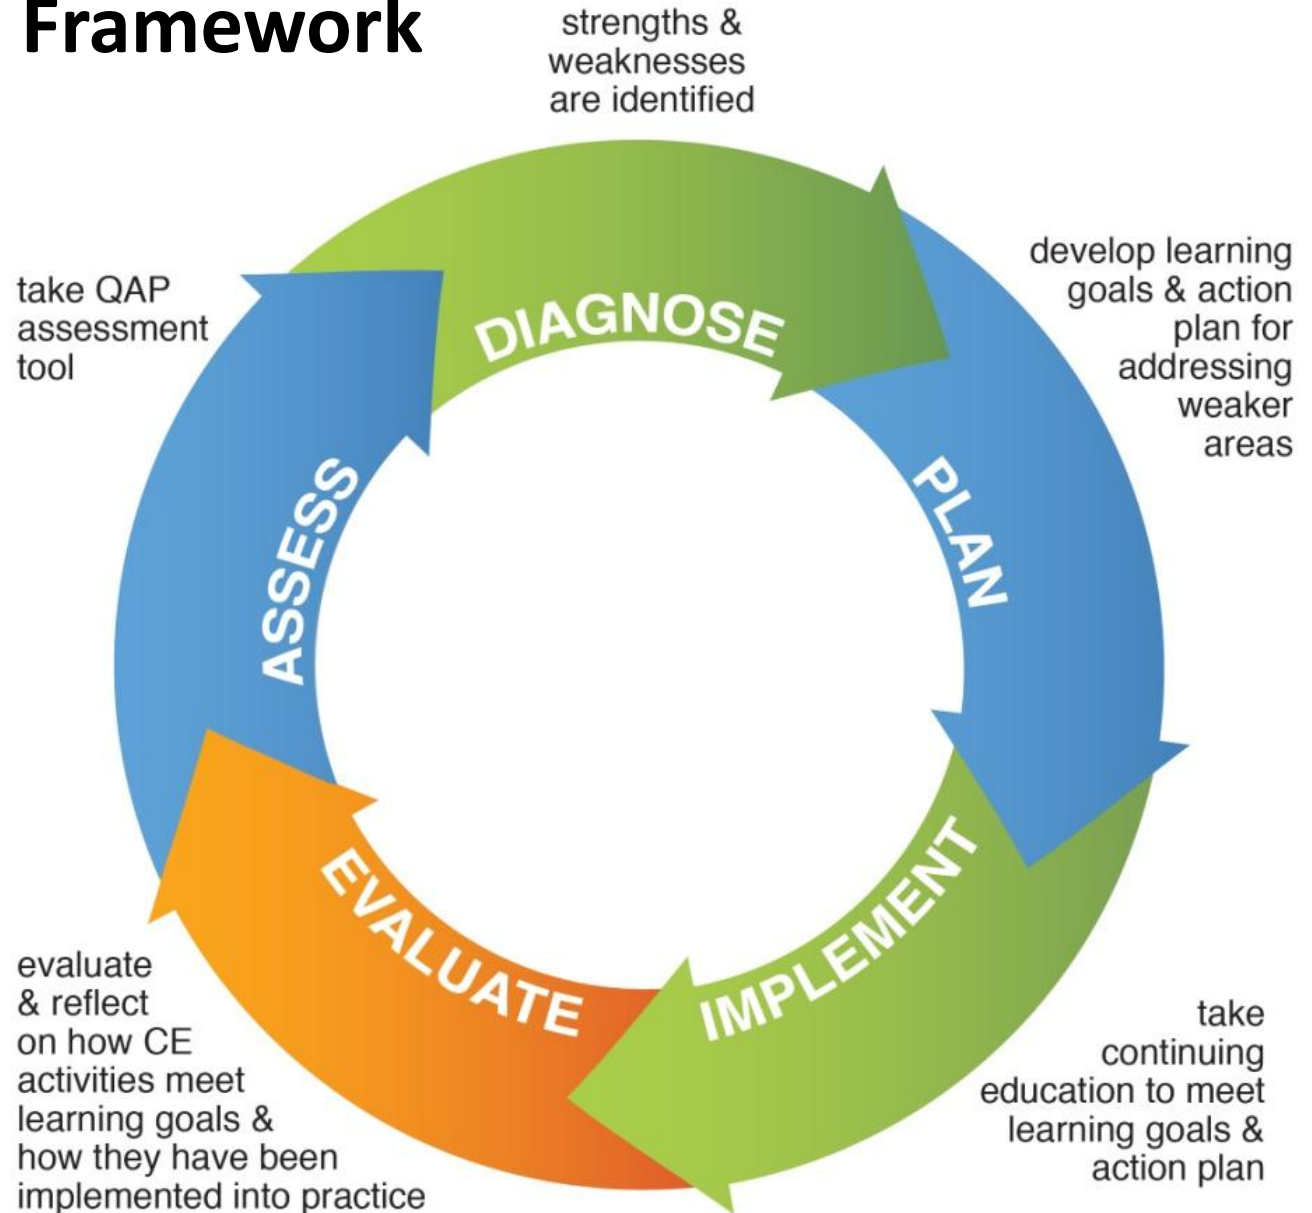 Framework
strengths &
weaknesses
are identified
DIAGNOSE
develop learning
goals & action
plan for
addressing
weaker
areas
PLAN
IMPLEMENT
take
continuing
education to meet
learning goals &
action plan
EVALUATE
evaluate
& reflect
on how CE
activities meet
learning goals &
how they have been
implemented into practice
ASSESS
take QAP
assessment
tool